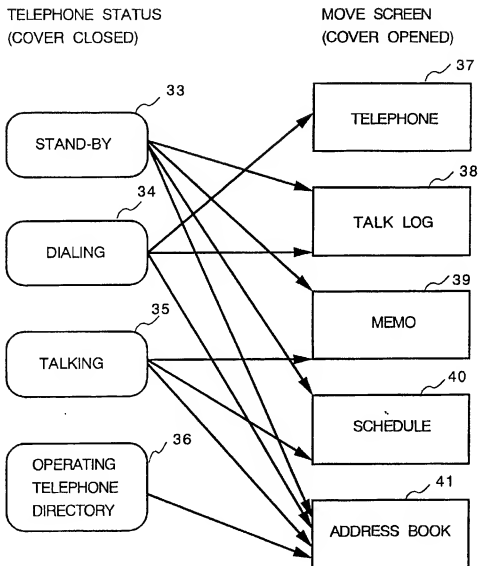 TELEPHONE STATUS
(COVER CLOSED)
MOVE SCREEN
(COVER OPENED)
33
STAND-BY
34
DIALING
35
TALKING
36
OPERATING
TELEPHONE
DIRECTORY
37
TELEPHONE
38
TALK LOG
39
MEMO
40
SCHEDULE
41
ADDRESS BOOK